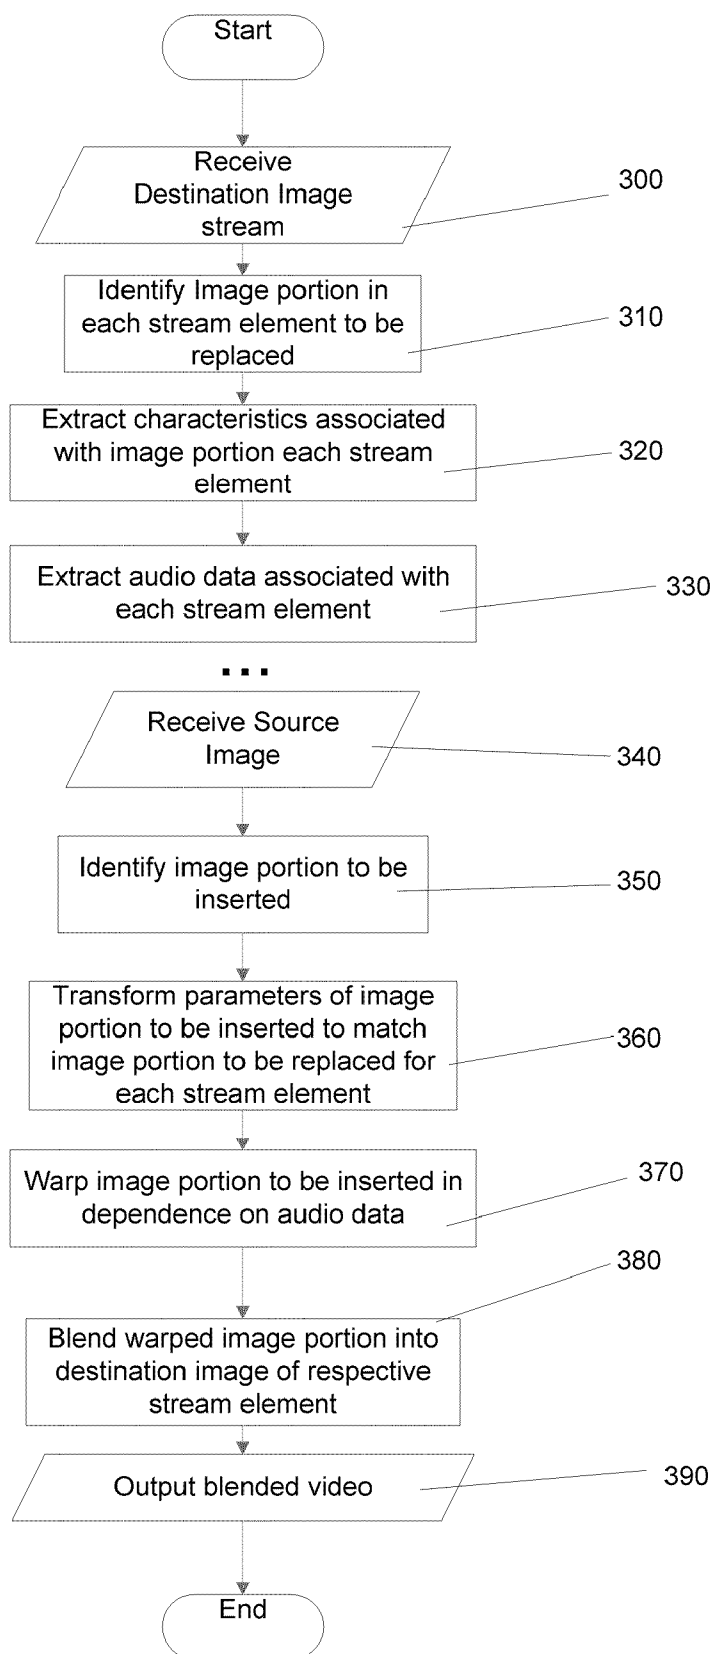 Start
Receive
Destination Image
stream
300
Identify Image portion in
each stream element to be
replaced
310
Extract characteristics associated
with image portion each stream
element
320
Extract audio data associated with
each stream element
330
...
Receive Source
Image
340
Identify image portion to be
inserted
350
Transform parameters of image
portion to be inserted to match
image portion to be replaced for
each stream element
360
Warp image portion to be inserted in
dependence on audio data
370
380
Blend warped image portion into
destination image of respective
stream element
Output blended video
390
End